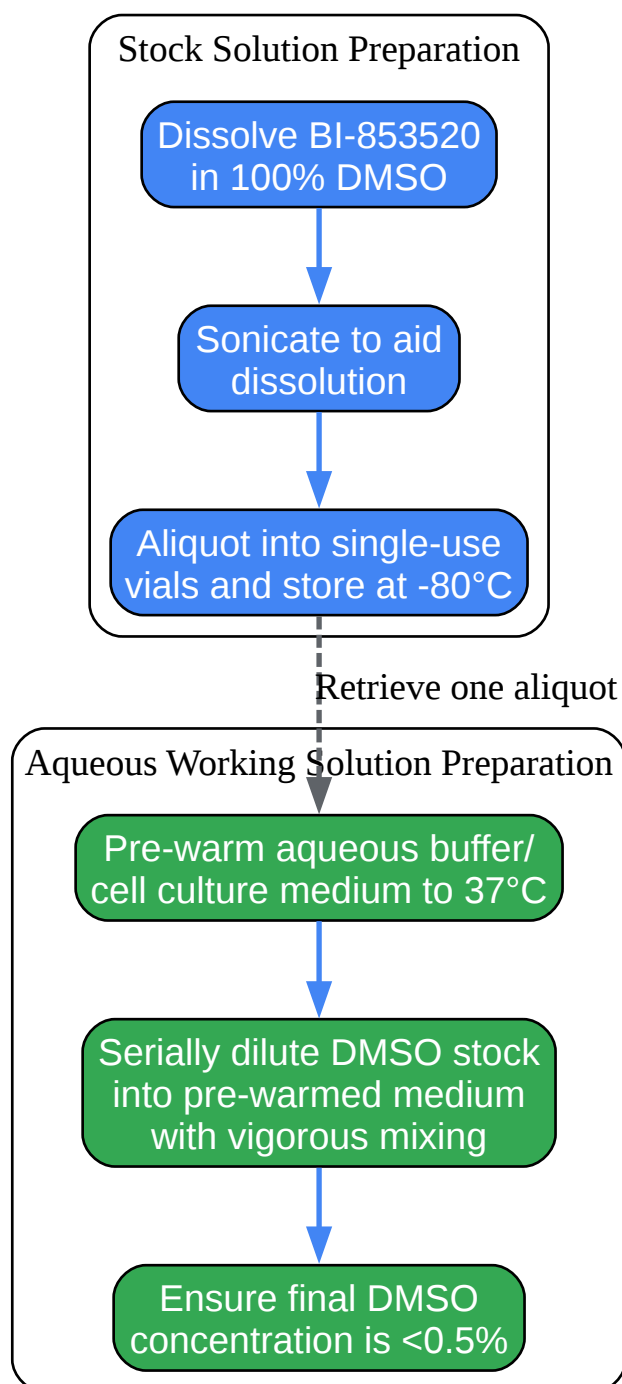 Stock Solution Preparation
Dissolve BI-853520
in 100% DMSO
Sonicate to aid
dissolution
Aliquot into single-use
vials and store at -80°C
Retrieve one aliquot
Aqueous Working Solution Preparation
Pre-warm aqueous buffer/
cell culture medium to 37°C
Serially dilute DMSO stock
into pre-warmed medium
with vigorous mixing
Ensure final DMSO
concentration is <0.5%